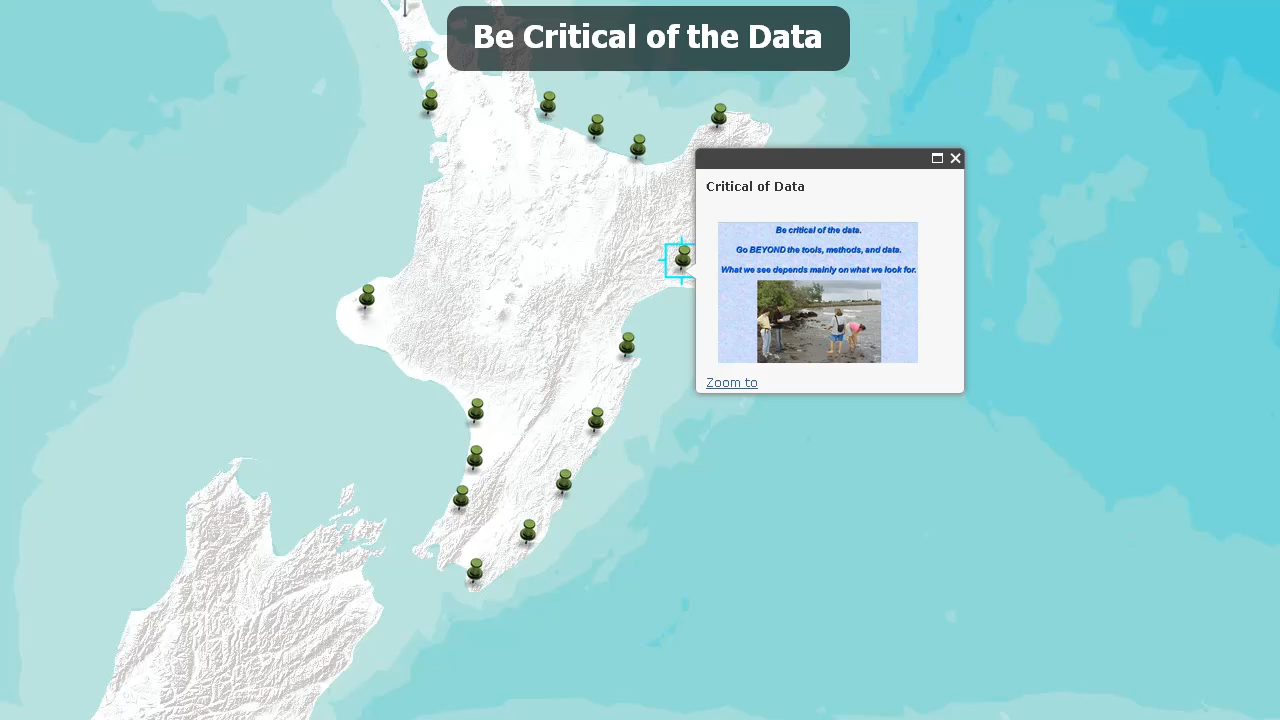 Be Critical of the Data
Critical of Data
Be critical of the data.
Go BEYOND the tools, methods, and data.
What we see depends mainly on what we look for.
Zoom to